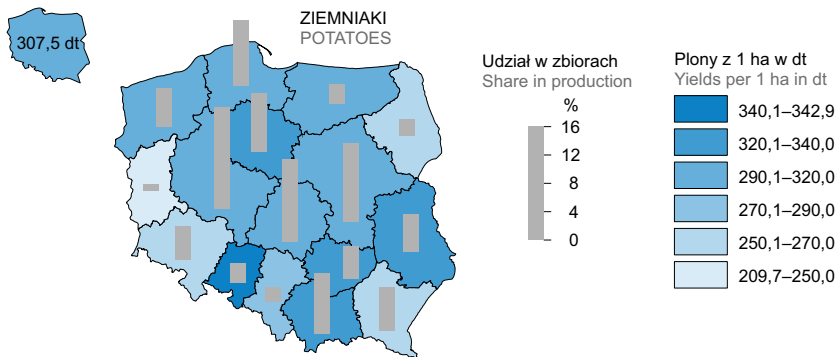 307,5 dt
ZIEMNIAKI
POTATOES
Udział w zbiorach
Share in production
%
16
12
8
4
0
Plony z 1 ha w dt
Yields per 1 ha in dt
340,1–342,9
320,1–340,0
290,1–320,0
270,1–290,0
250,1–270,0
209,7–250,0